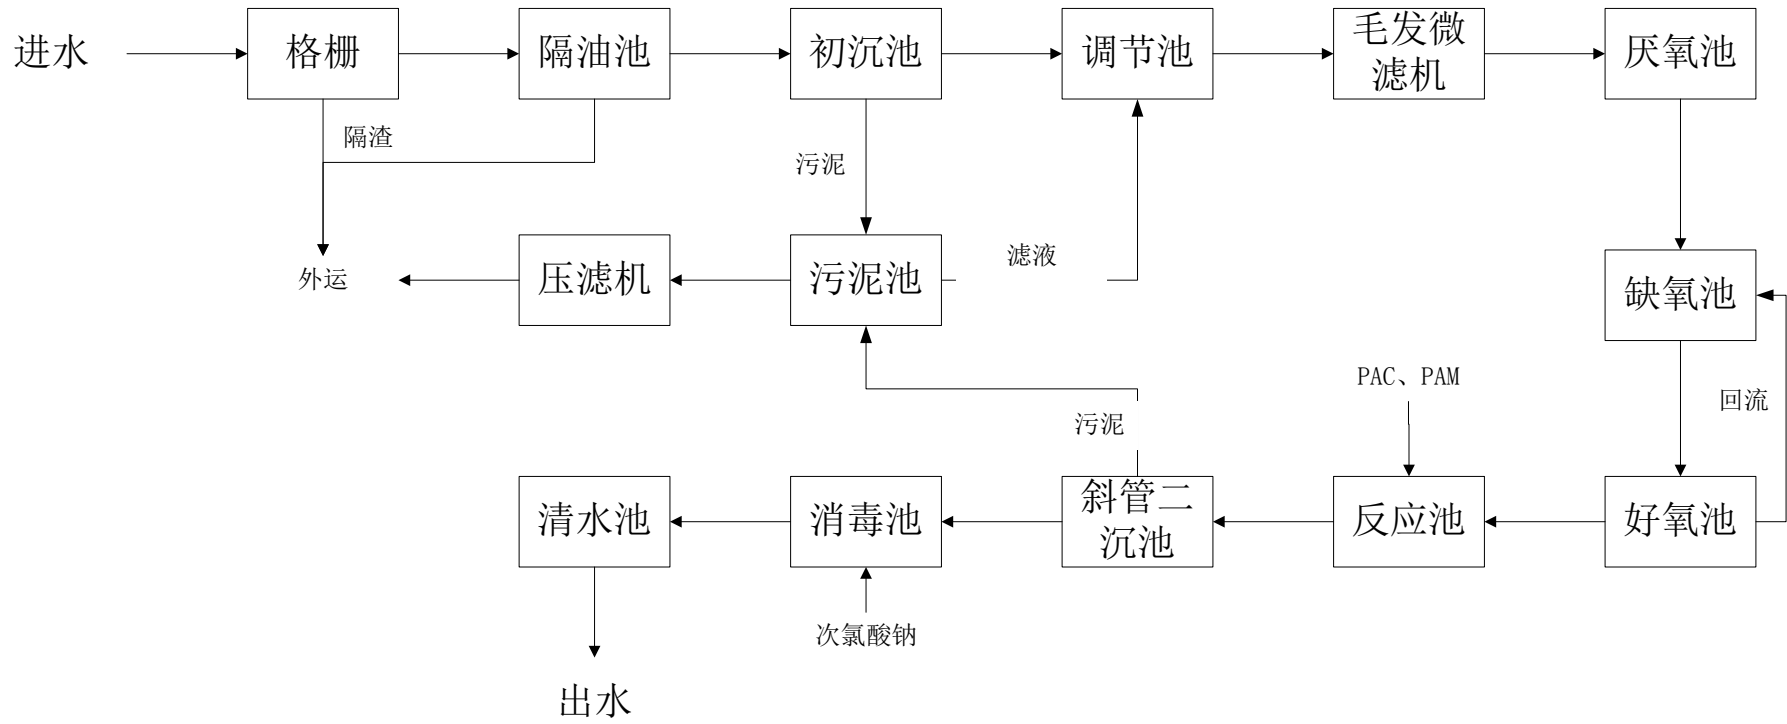 进水
格栅
隔油池
初沉池
调节池
毛发微
滤机
厌氧池
隔渣
污泥
外运
压滤机
污泥池
滤液
缺氧池
PAC、PAM
回流
污泥
清水池
消毒池
斜管二
沉池
反应池
好氧池
次氯酸钠
出水